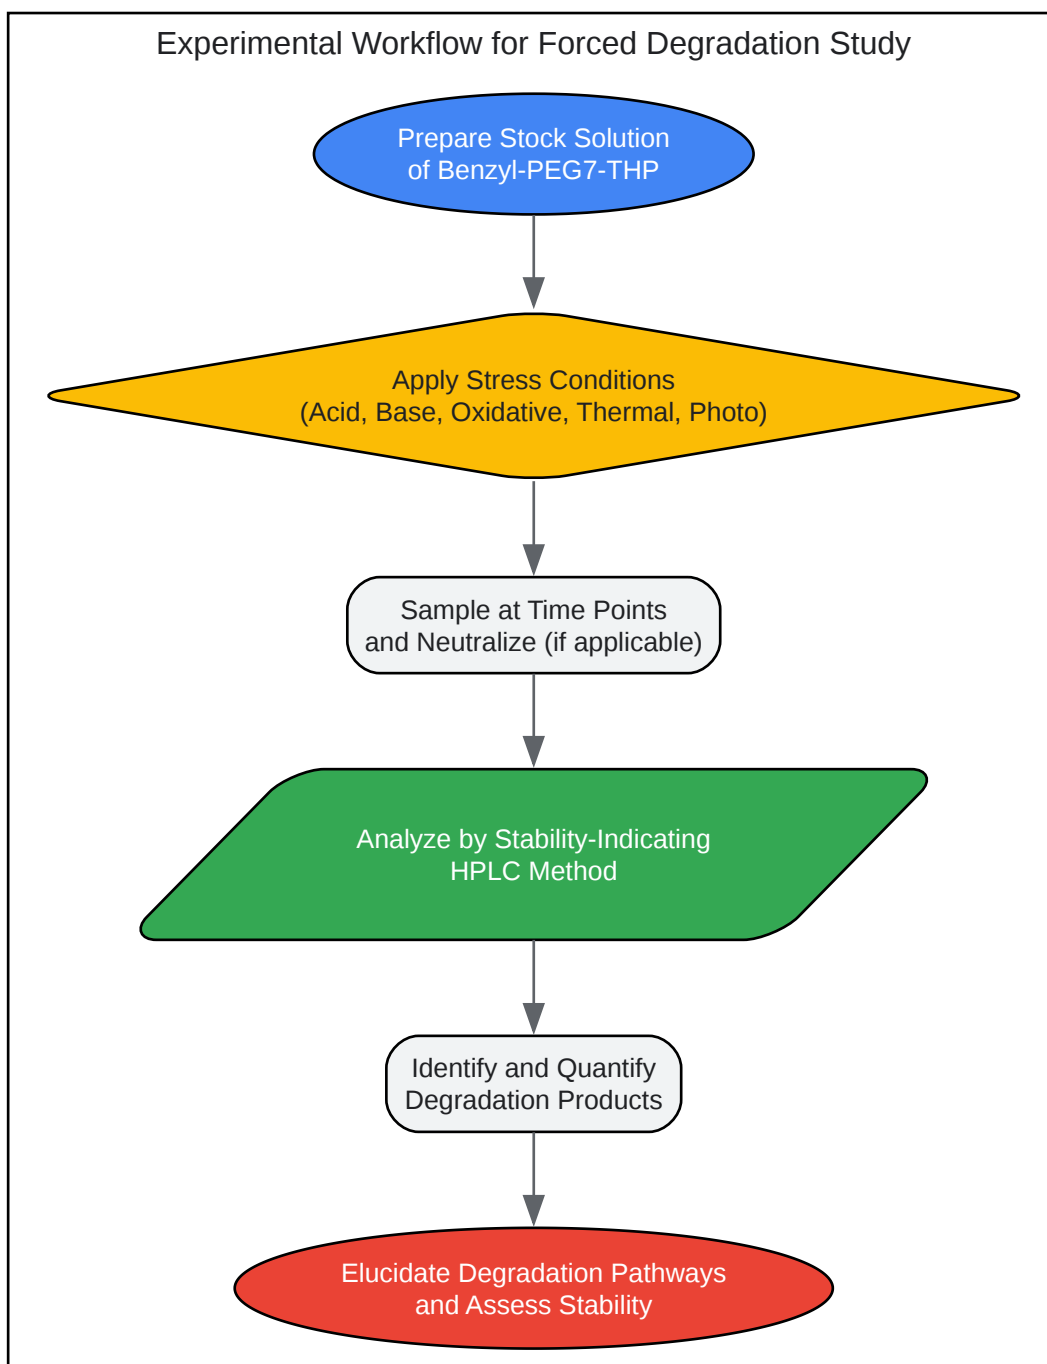 Experimental Workflow for Forced Degradation Study
Prepare Stock Solution
of Benzyl-PEG7-THP
Apply Stress Conditions
(Acid, Base, Oxidative, Thermal, Photo)
Sample at Time Points
and Neutralize (if applicable)
Analyze by Stability-Indicating
HPLC Method
Identify and Quantify
Degradation Products
Elucidate Degradation Pathways
and Assess Stability